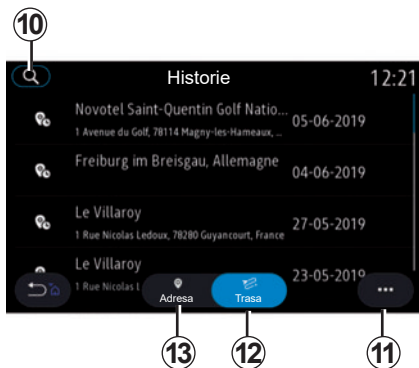 10
Historie
12:21
Novotel Saint-Quentin Golf Natio...
05-06-2019
1 Avenue du Golf, 78114 Magny-les-Hameaux, ...
Freiburg im Breisgau, Allemagne
04-06-2019
Le Villaroy
27-05-2019
1 Rue Nicolas Ledoux, 78280 Guyancourt, France
Le Villaroy
23-05-2019
1 Rue Nicolas L
Adresa
Trasa
...
13
12
11